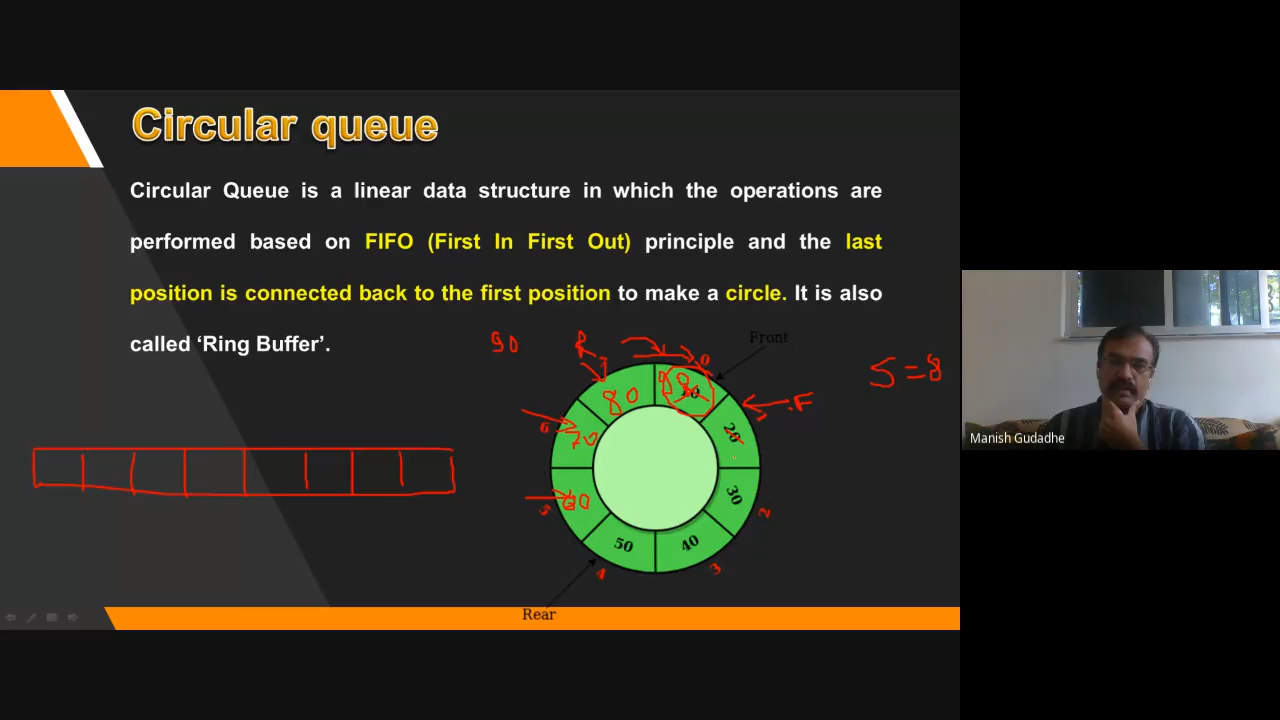 Circular queue
Circular Queue is a linear data structure in which the operations are
performed based on FIFO (First In First Out) principle and the last
position is connected back to the first position to make a circle. It is also
called ‘Ring Buffer’.
90
R
Front
S=8
F
0
1
2
3
4
5
6
7
10
20
30
40
50
60
70
80
Rear
Manish Gudadhe